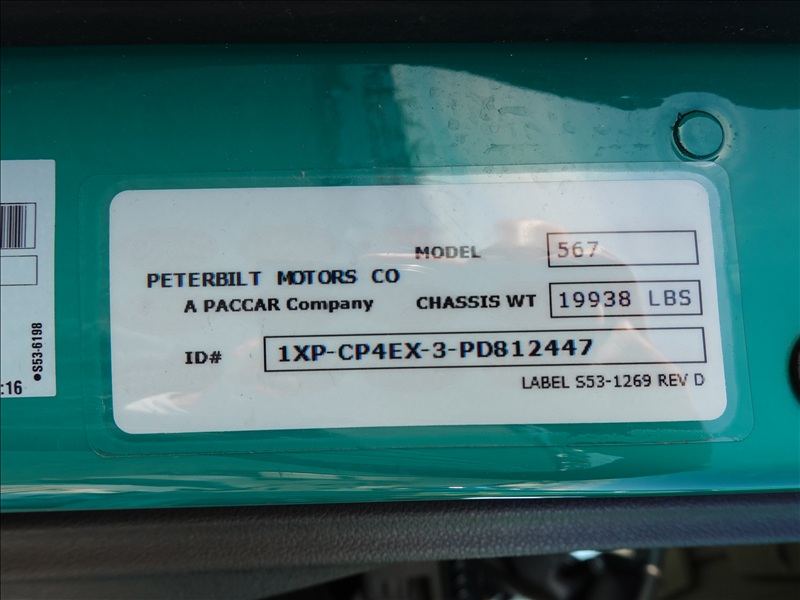 MODEL 567
PETERBILT MOTORS CO
A PACCAR Company
CHASSIS WT 19938 LBS
ID# 1XP-CP4EX-3-PD812447
LABEL S53-1269 REV D
:16
●S53-6198